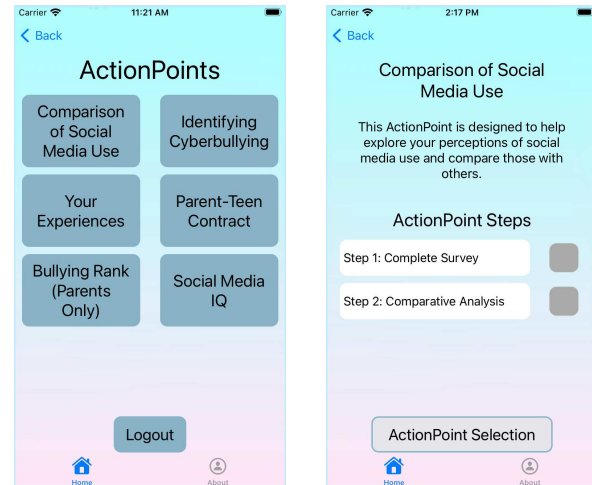 Carrier 11:21 AM
Back
ActionPoints
Comparison
of Social
Media Use
Identifying
Cyberbullying
Your
Experiences
Parent-Teen
Contract
Bullying Rank
(Parents
Only)
Social Media
IQ
Logout
Home About
Carrier 2:17 PM
Back
Comparison of Social
Media Use
This ActionPoint is designed to help
explore your perceptions of social
media use and compare those with
others.
ActionPoint Steps
Step 1: Complete Survey
Step 2: Comparative Analysis
ActionPoint Selection
Home About